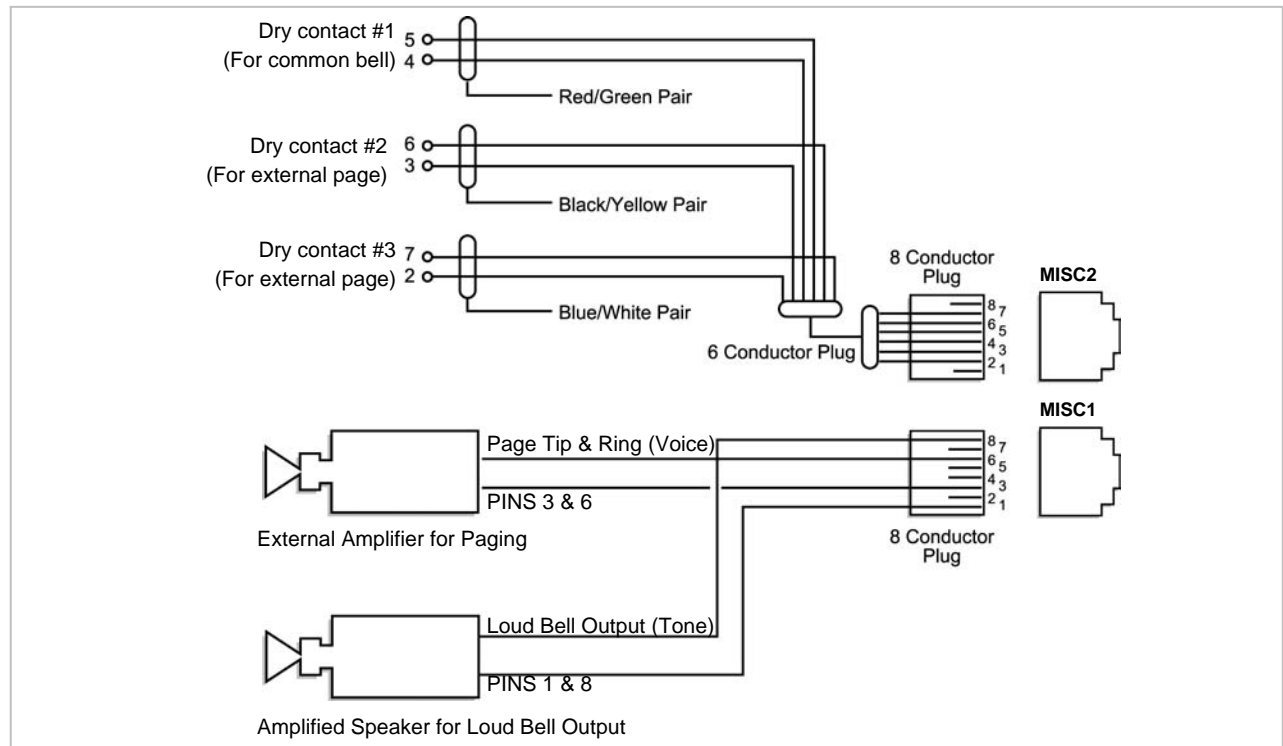 Dry contact #1
(For common bell)
5
4
Red/Green Pair
Dry contact #2
(For external page)
6
3
Black/Yellow Pair
Dry contact #3
(For external page)
7
2
Blue/White Pair
6 Conductor Plug
8 Conductor
Plug
8
7
6
5
4
3
2
1
MISC2
MISC1
Page Tip & Ring (Voice)
PINS 3 & 6
External Amplifier for Paging
8
7
6
5
4
3
2
1
8 Conductor
Plug
Loud Bell Output (Tone)
PINS 1 & 8
Amplified Speaker for Loud Bell Output